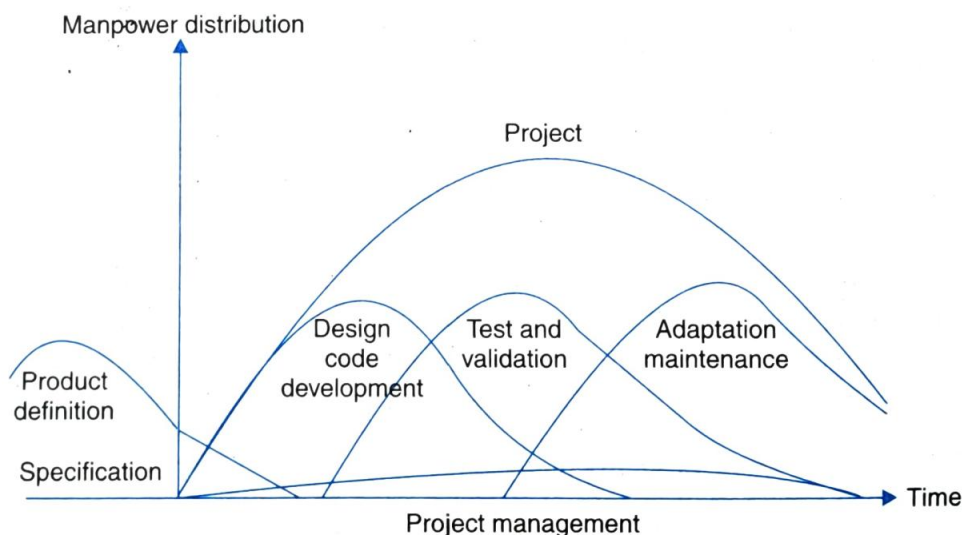 Manpower distribution
Project
Design
code
development
Test and
validation
Adaptation
maintenance
Product
definition
Specification
Time
Project management